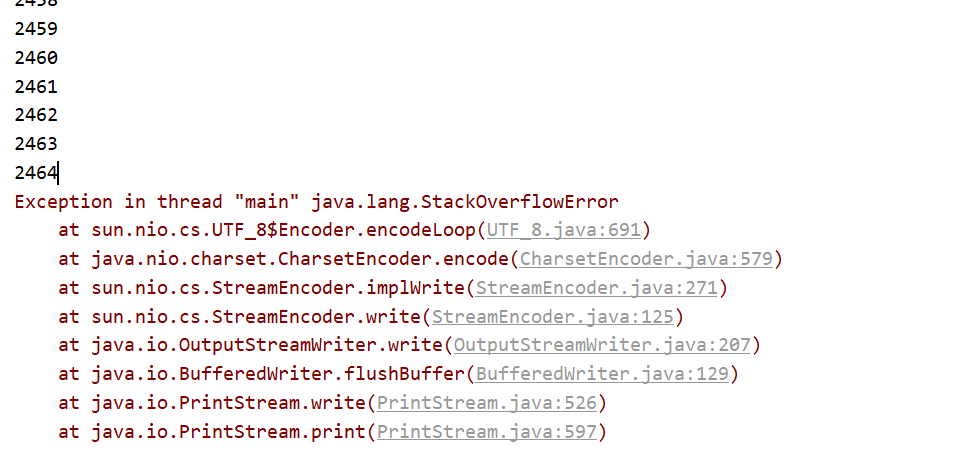 2458
2459
2460
2461
2462
2463
2464
Exception in thread "main" java.lang.StackOverflowError
at sun.nio.cs.UTF_8$Encoder.encodeLoop(UTF_8.java:691)
at java.nio.charset.CharsetEncoder.encode(CharsetEncoder.java:579)
at sun.nio.cs.StreamEncoder.implWrite(StreamEncoder.java:271)
at sun.nio.cs.StreamEncoder.write(StreamEncoder.java:125)
at java.io.OutputStreamWriter.write(OutputStreamWriter.java:207)
at java.io.BufferedWriter.flushBuffer(BufferedWriter.java:129)
at java.io.PrintStream.write(PrintStream.java:526)
at java.io.PrintStream.print(PrintStream.java:597)